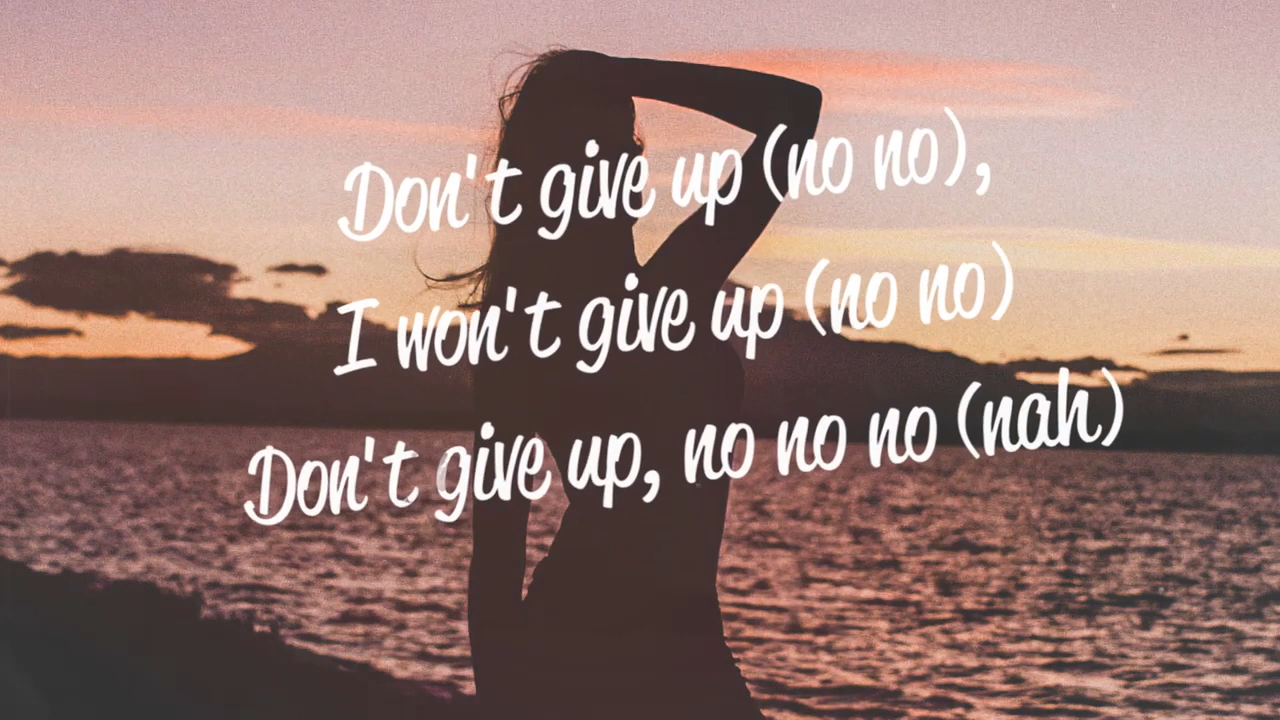 Don't give up (no no),
I won't give up (no no)
Don't give up, no no no (nah)